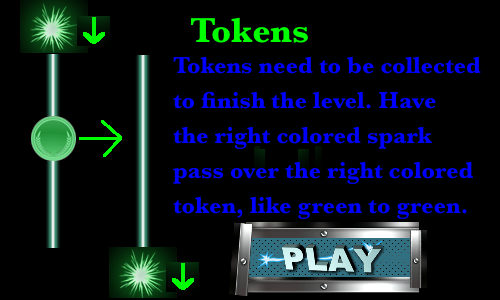 Tokens
Tokens need to be collected
to finish the level. Have
the right colored spark
pass over the right colored
token, like green to green.
PLAY